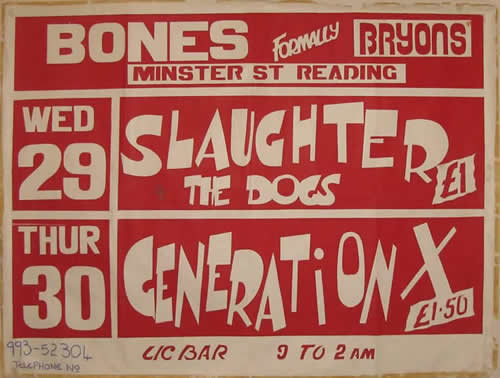 BONES FORMALLY BRYONS
MINSTER ST READING
WED
29
SLAUGHTER
THE DOGS
£1
THUR
30
GENERATION X
£1·50
993-52304
TELEPHONE No
LIC BAR 9 TO 2 AM